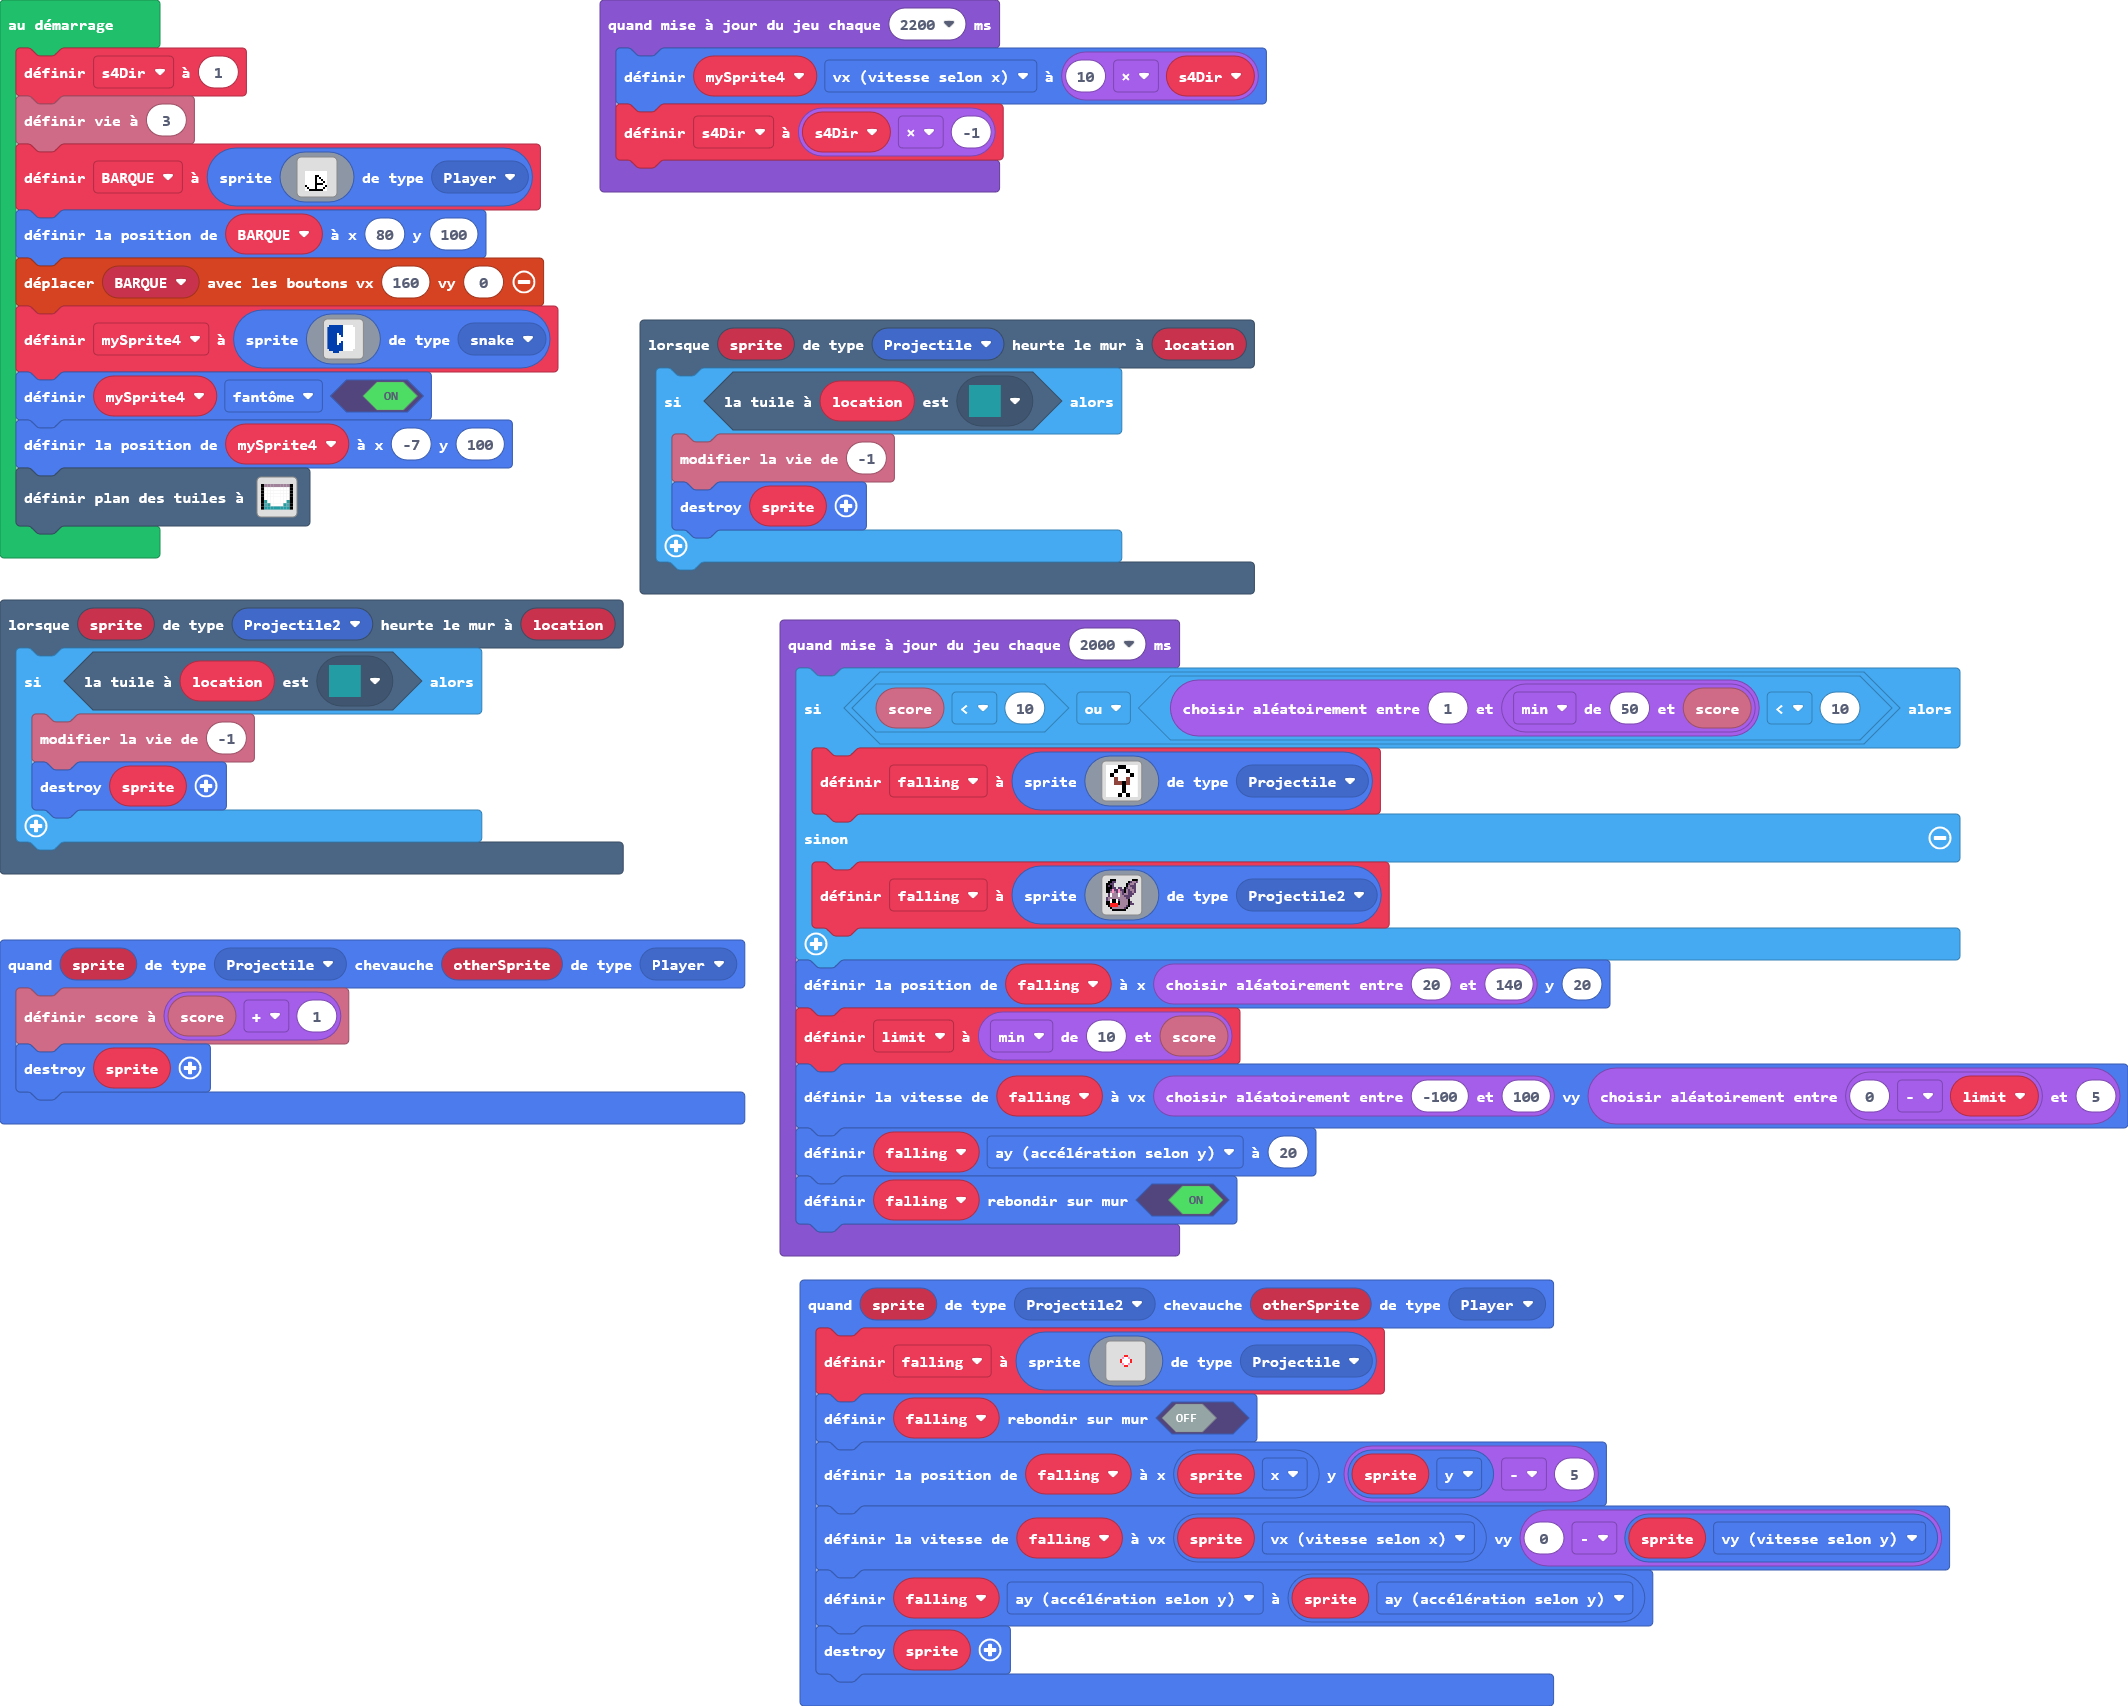 au démarrage
définir s4Dir à 1
définir vie à 3
définir BARQUE à sprite de type Player
définir la position de BARQUE à x 80 y 100
déplacer BARQUE avec les boutons vx 160 vy 0
définir mySprite4 à sprite de type snake
définir mySprite4 fantôme ON
définir la position de mySprite4 à x -7 y 100
définir plan des tuiles à
quand mise à jour du jeu chaque 2200 ms
définir mySprite4 vx (vitesse selon x) à 10 × s4Dir
définir s4Dir à s4Dir × -1
lorsque sprite de type Projectile heurte le mur à location
si la tuile à location est alors
modifier la vie de -1
destroy sprite
lorsque sprite de type Projectile2 heurte le mur à location
si la tuile à location est alors
modifier la vie de -1
destroy sprite
quand mise à jour du jeu chaque 2000 ms
si score < 10 ou choisir aléatoirement entre 1 et min de 50 et score < 10 alors
définir falling à sprite de type Projectile
sinon
définir falling à sprite de type Projectile2
définir la position de falling à x choisir aléatoirement entre 20 et 140 y 20
définir limit à min de 10 et score
définir la vitesse de falling à vx choisir aléatoirement entre -100 et 100 vy choisir aléatoirement entre 0 - limit et 5
définir falling ay (accélération selon y) à 20
définir falling rebondir sur mur ON
quand sprite de type Projectile chevauche otherSprite de type Player
définir score à score + 1
destroy sprite
quand sprite de type Projectile2 chevauche otherSprite de type Player
définir falling à sprite de type Projectile
définir falling rebondir sur mur OFF
définir la position de falling à x sprite x y sprite y - 5
définir la vitesse de falling à vx sprite vx (vitesse selon x) vy 0 - sprite vy (vitesse selon y)
définir falling ay (accélération selon y) à sprite ay (accélération selon y)
destroy sprite